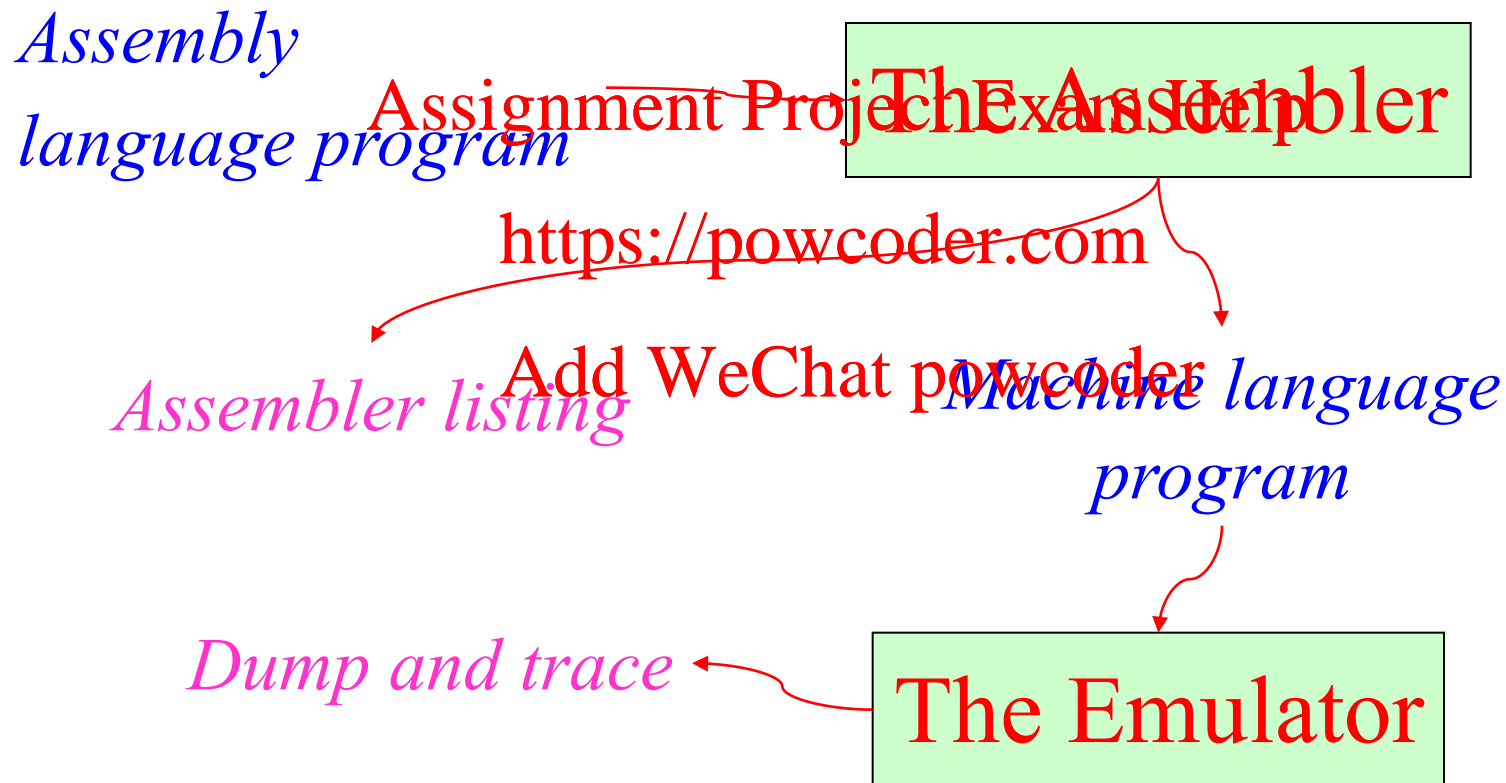 Assembly
language program
The Assembler
Assignment Project Exam Help
https://powcoder.com
Add WeChat powcoder
Assembler listing
Machine language
program
Dump and trace
The Emulator